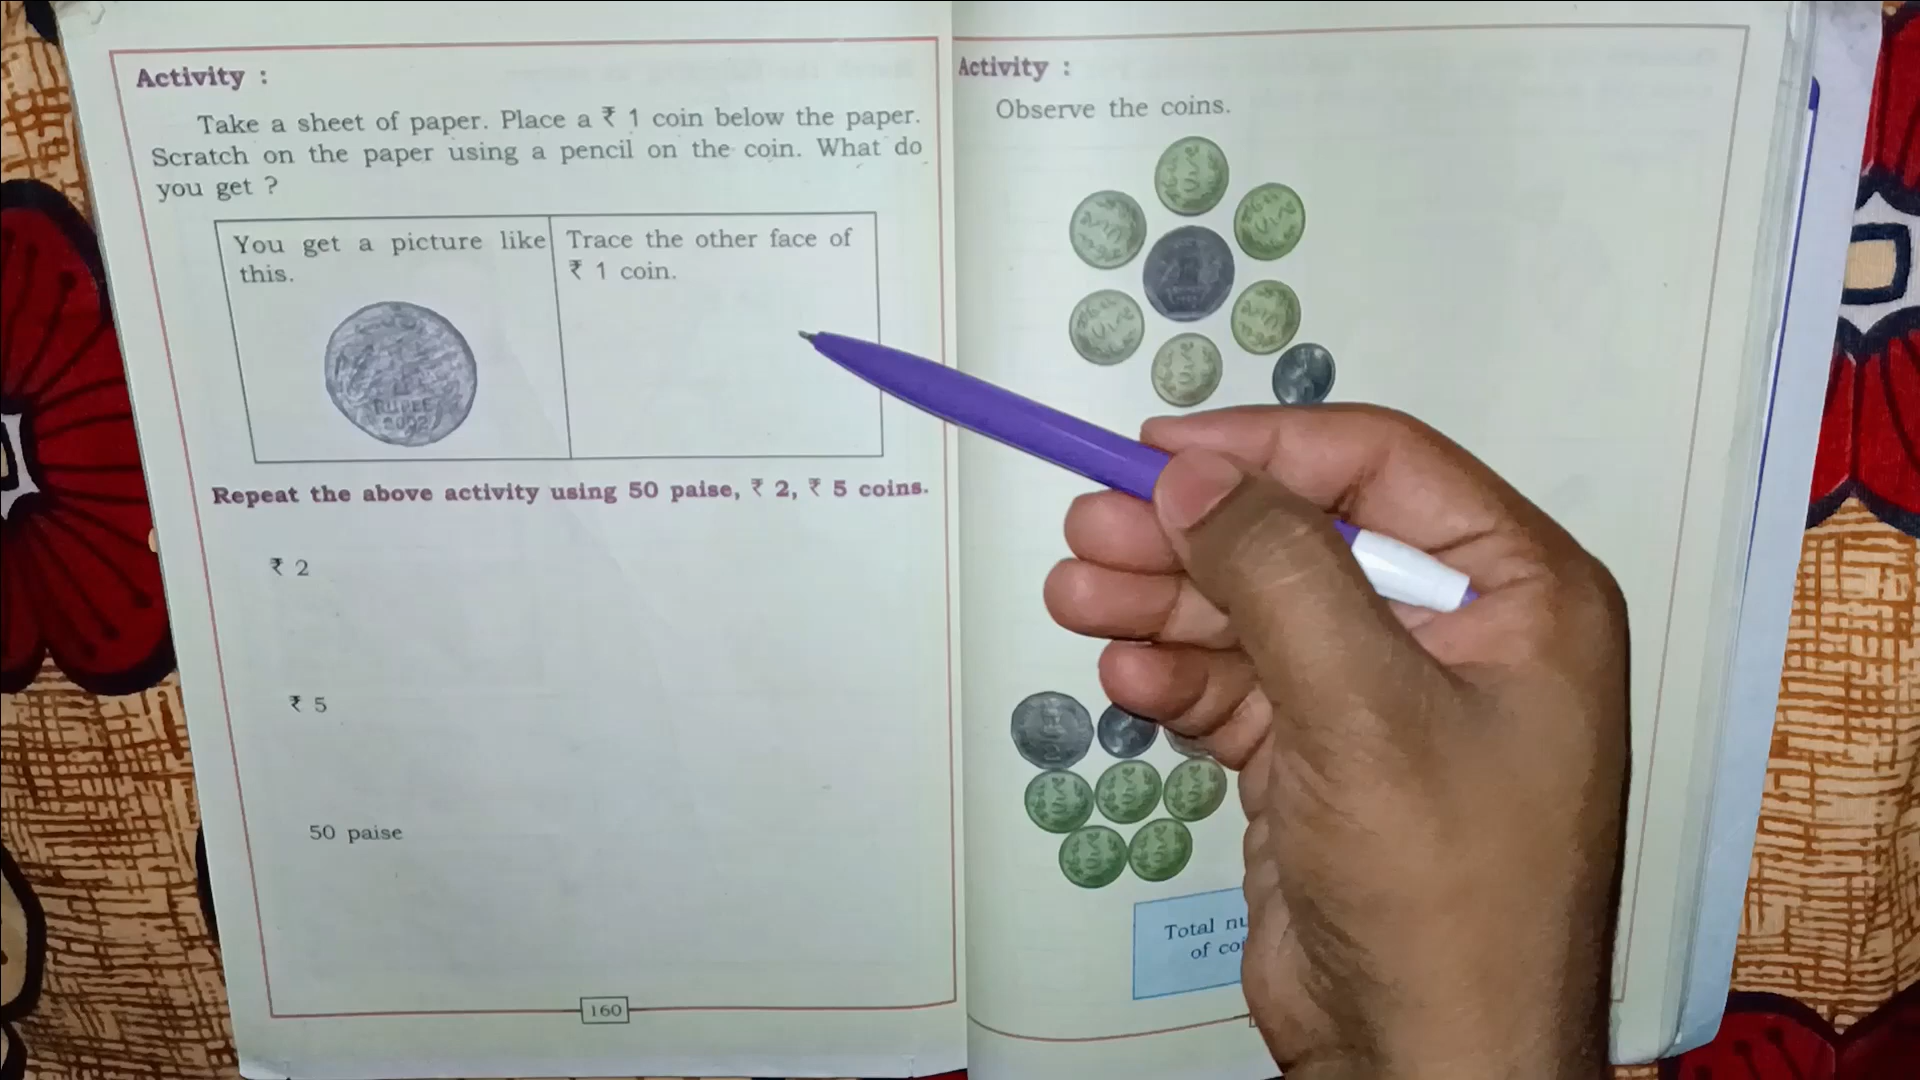 Activity :
Take a sheet of paper. Place a ₹ 1 coin below the paper.
Scratch on the paper using a pencil on the coin. What do
you get ?
You get a picture like
this.
RUPEE
2002
Trace the other face of
₹ 1 coin.
Repeat the above activity using 50 paise, ₹ 2, ₹ 5 coins.
₹ 2
₹ 5
50 paise
160
Activity :
Observe the coins.
Total
of